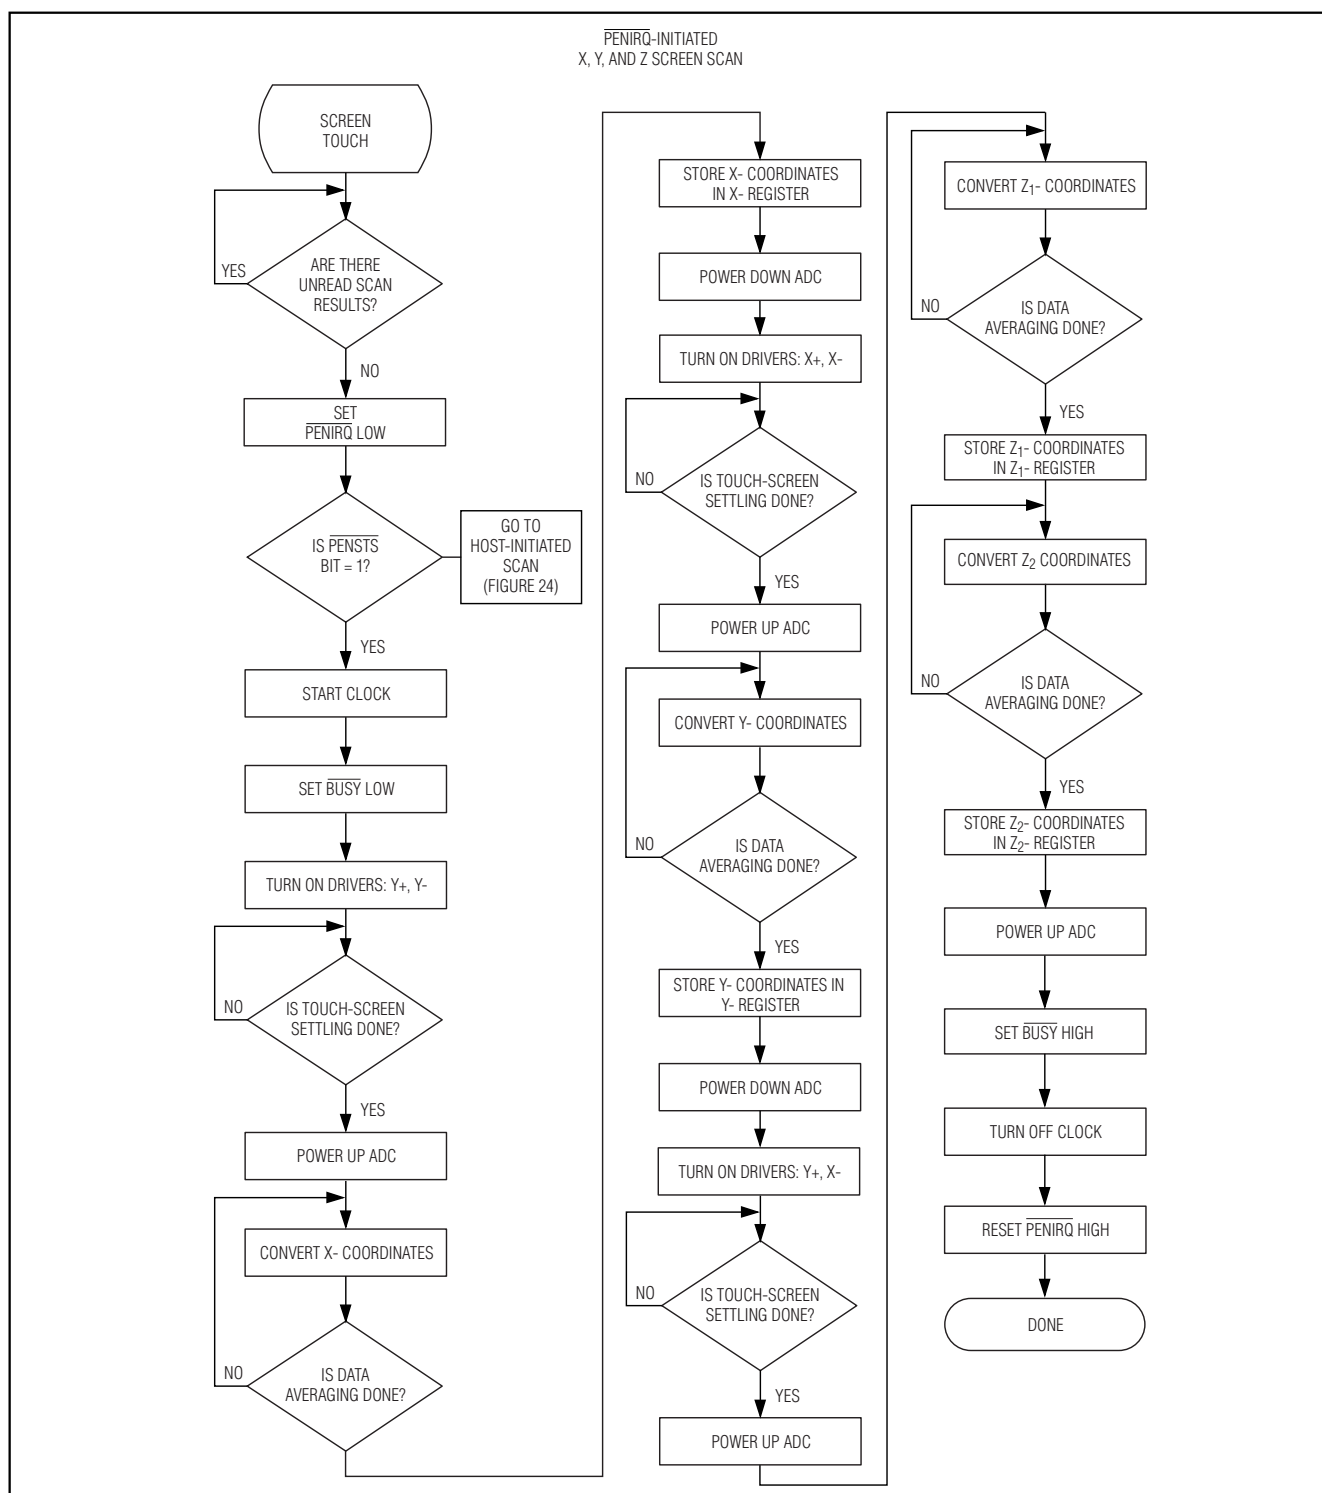 PENIRQ-INITIATED
X, Y, AND Z SCREEN SCAN
SCREEN
TOUCH
YES
ARE THERE
UNREAD SCAN
RESULTS?
NO
SET
PENIRQ LOW
IS PENSTS
BIT = 1?
GO TO
HOST-INITIATED
SCAN
(FIGURE 24)
YES
START CLOCK
SET BUSY LOW
TURN ON DRIVERS: Y+, Y-
NO
IS TOUCH-SCREEN
SETTLING DONE?
YES
POWER UP ADC
CONVERT X- COORDINATES
NO
IS DATA
AVERAGING DONE?
STORE X- COORDINATES
IN X- REGISTER
POWER DOWN ADC
TURN ON DRIVERS: X+, X-
NO
IS TOUCH-SCREEN
SETTLING DONE?
YES
POWER UP ADC
CONVERT Y- COORDINATES
NO
IS DATA
AVERAGING DONE?
YES
STORE Y- COORDINATES IN
Y- REGISTER
POWER DOWN ADC
TURN ON DRIVERS: Y+, X-
NO
IS TOUCH-SCREEN
SETTLING DONE?
YES
POWER UP ADC
CONVERT Z1- COORDINATES
NO
IS DATA
AVERAGING DONE?
YES
STORE Z1- COORDINATES
IN Z1- REGISTER
CONVERT Z2 COORDINATES
NO
IS DATA
AVERAGING DONE?
YES
STORE Z2- COORDINATES
IN Z2- REGISTER
POWER UP ADC
SET BUSY HIGH
TURN OFF CLOCK
RESET PENIRQ HIGH
DONE